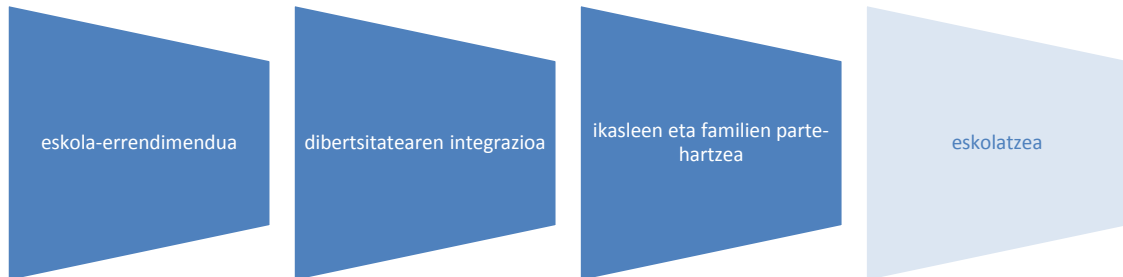 eskola-errendimendua
dibertsitatearen integrazioa
ikasleen eta familien parte-
hartzea
eskolatzea